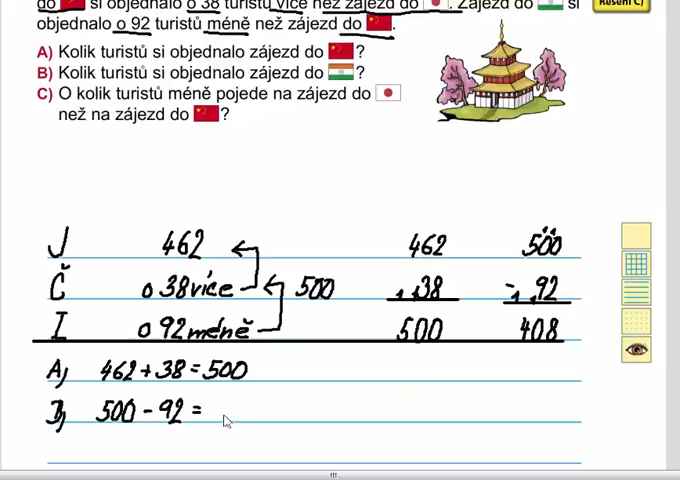 do si objednalo o 38 turistů více než zájezd do . Zájezd do si
Řešení C)
objednalo o 92 turistů méně než zájezd do .
A) Kolik turistů si objednalo zájezd do ?
B) Kolik turistů si objednalo zájezd do ?
C) O kolik turistů méně pojede na zájezd do
než na zájezd do ?
J 462 462 500
Č o 38 více 500 38 -92
I o 92 méně 500 408
A) 462 + 38 = 500
B) 500 - 92 =